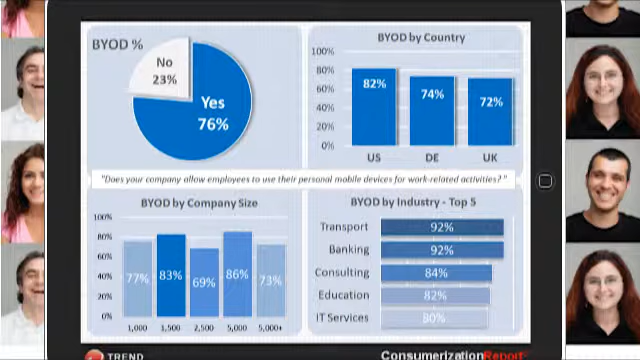 BYOD %
No
23%
Yes
76%
BYOD by Country
100%
80%
60%
40%
20%
0%
82%
74%
72%
US DE UK
"Does your company allow employees to use their personal mobile devices for work-related activities?"
BYOD by Company Size
100%
80%
60%
40%
20%
0%
77% 83% 69% 86% 73%
1,000 1,500 2,500 5,000 5,000+
BYOD by Industry - Top 5
Transport 92%
Banking 92%
Consulting 84%
Education 82%
IT Services 80%
TREND
ConsumerizationReport